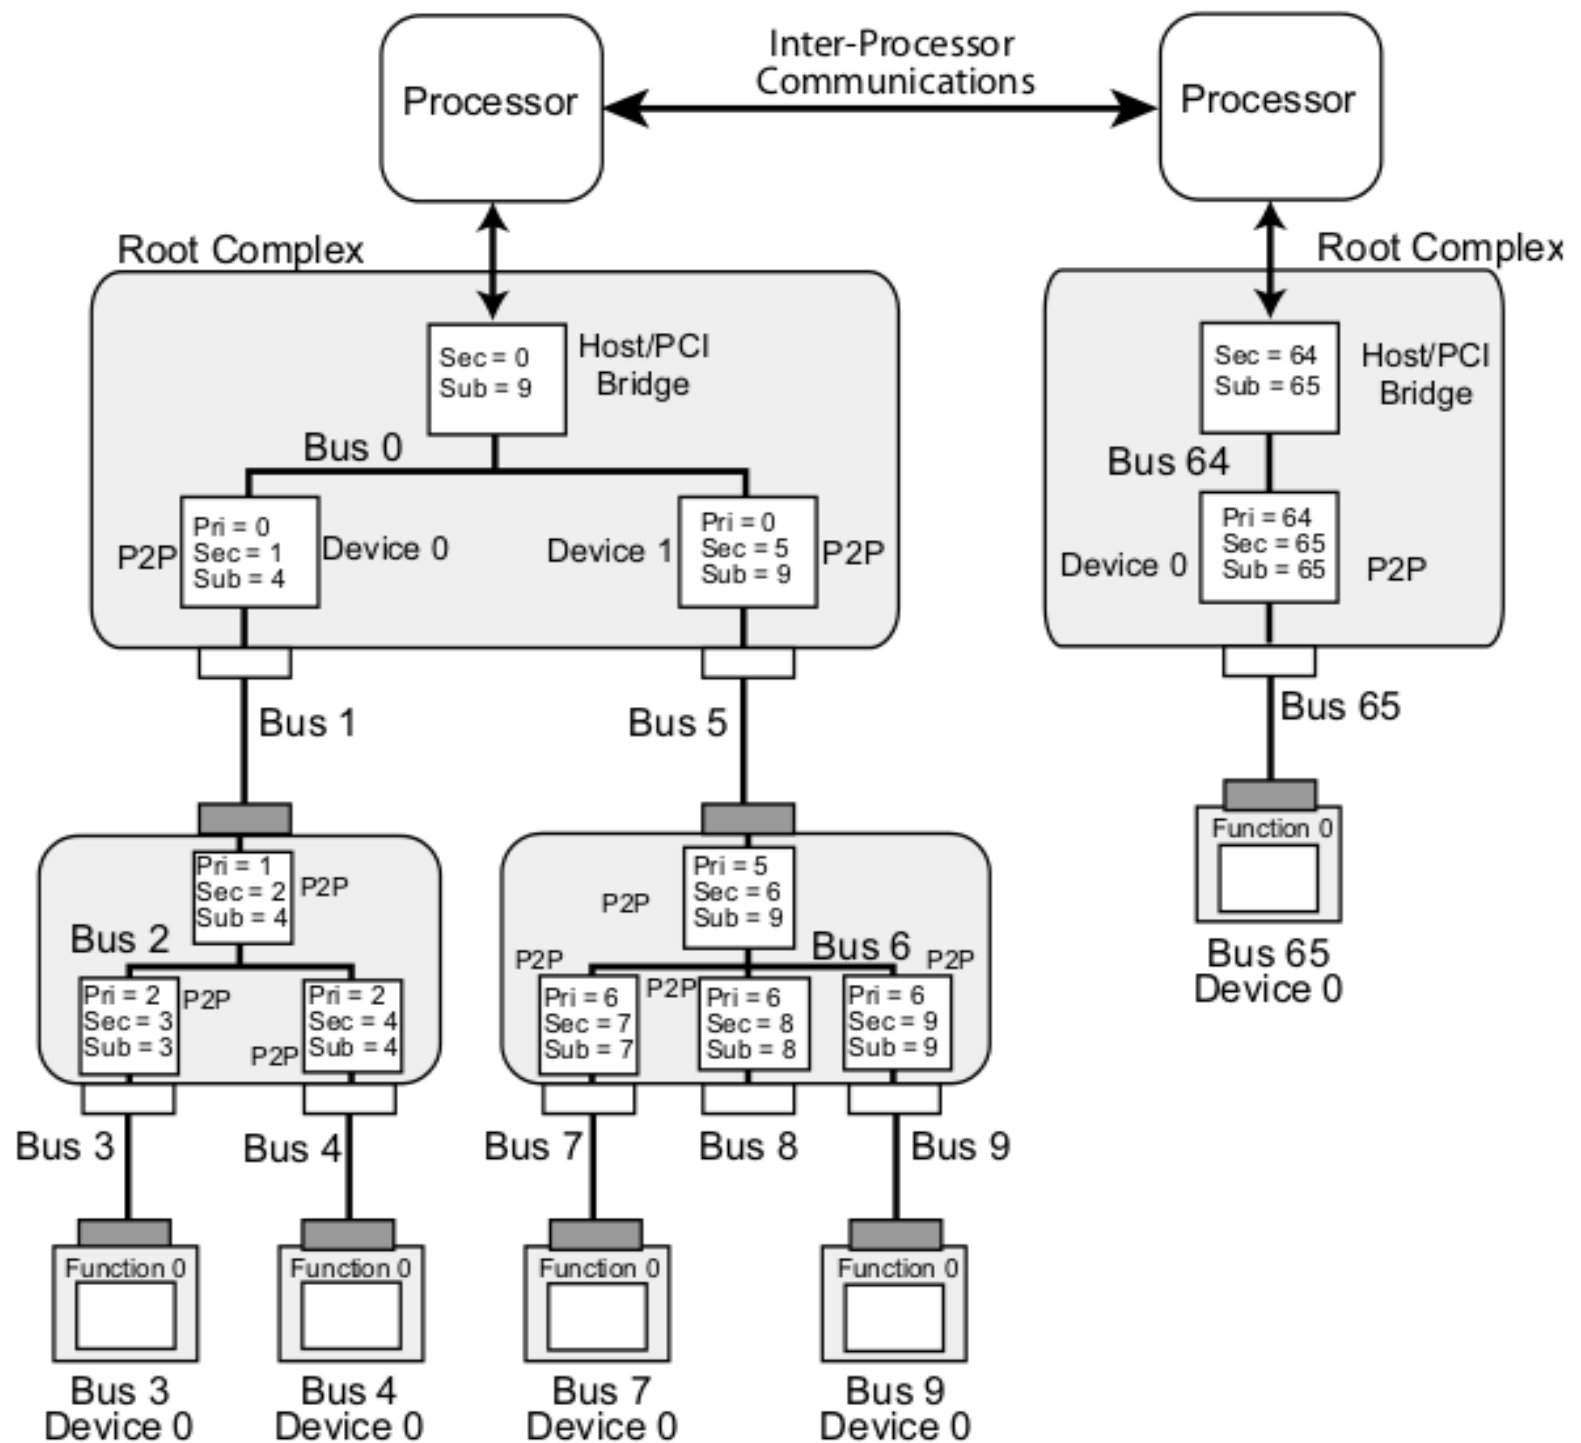 Inter-Processor
Communications
Processor
Processor
Root Complex
Root Complex
Sec = 0
Sub = 9
Host/PCI
Bridge
Sec = 64
Sub = 65
Host/PCI
Bridge
Bus 0
Bus 64
P2P
Pri = 0
Sec = 1
Sub = 4
Device 0
Device 1
Pri = 0
Sec = 5
Sub = 9
P2P
Device 0
Pri = 64
Sec = 65
Sub = 65
P2P
Bus 1
Bus 5
Bus 65
Pri = 1
Sec = 2
Sub = 4
P2P
Bus 2
Pri = 2
Sec = 3
Sub = 3
P2P
P2P
Pri = 2
Sec = 4
Sub = 4
P2P
Pri = 5
Sec = 6
Sub = 9
Bus 6
P2P
Pri = 6
Sec = 7
Sub = 7
P2P
Pri = 6
Sec = 8
Sub = 8
P2P
Pri = 6
Sec = 9
Sub = 9
Function 0
Bus 65
Device 0
Bus 3
Bus 4
Bus 7
Bus 8
Bus 9
Function 0
Function 0
Function 0
Function 0
Bus 3
Device 0
Bus 4
Device 0
Bus 7
Device 0
Bus 9
Device 0